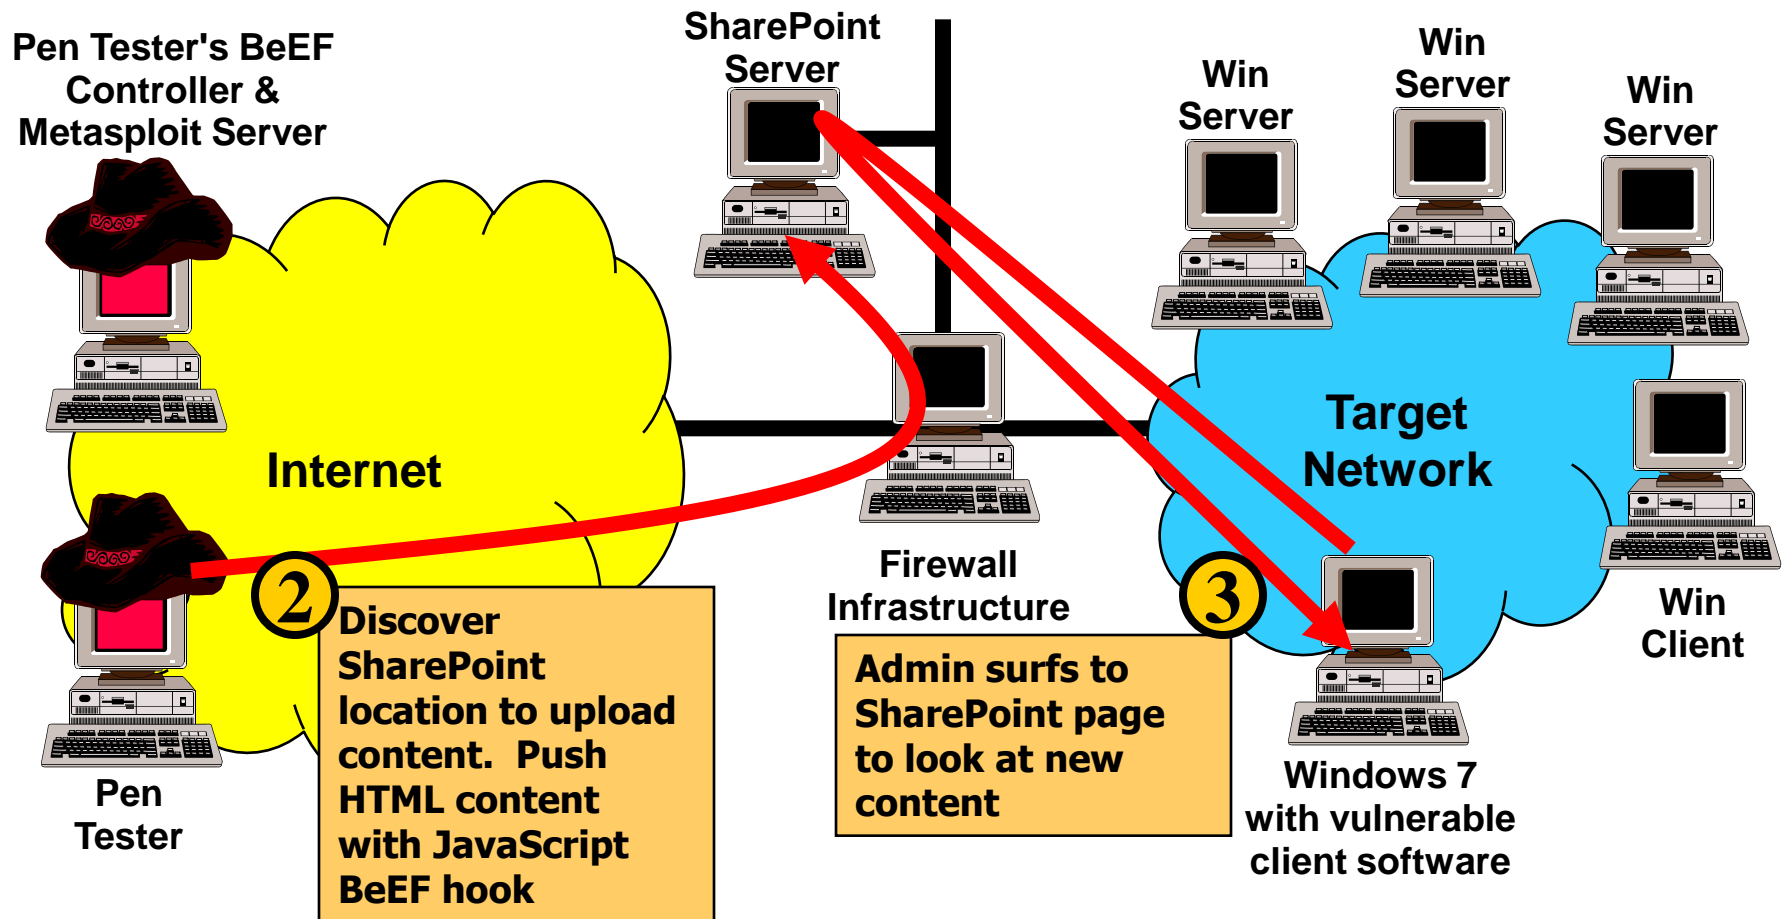 Pen Tester's BeEF
Controller &
Metasploit Server
SharePoint
Server
Win
Server
Win
Server
Win
Server
Internet
Target
Network
Firewall
Infrastructure
Win
Client
2
Discover
SharePoint
location to upload
content.  Push
HTML content
with JavaScript
BeEF hook
3
Admin surfs to
SharePoint page
to look at new
content
Pen
Tester
Windows 7
with vulnerable
client software